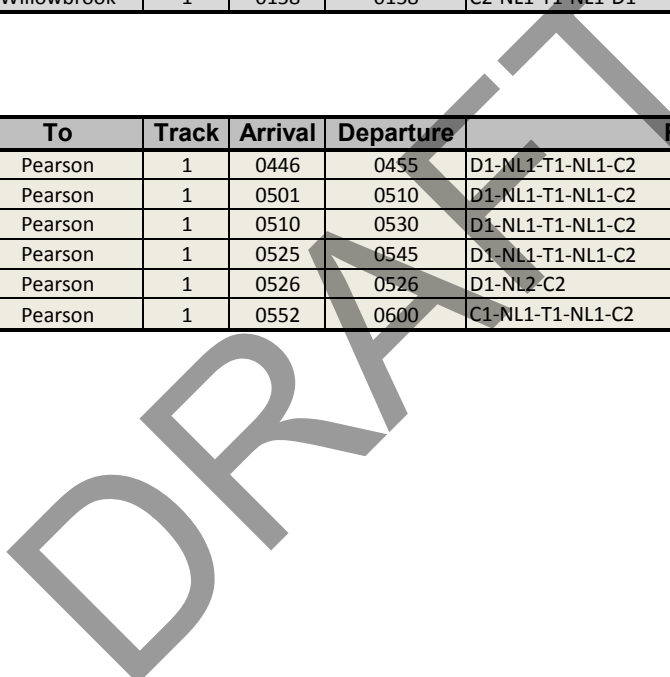 Willowbrook 1 0138 0138 C2-NL1-T1-NL1-D1
To Track Arrival Departure
Pearson 1 0446 0455 D1-NL1-T1-NL1-C2
Pearson 1 0501 0510 D1-NL1-T1-NL1-C2
Pearson 1 0510 0530 D1-NL1-T1-NL1-C2
Pearson 1 0525 0545 D1-NL1-T1-NL1-C2
Pearson 1 0526 0526 D1-NL2-C2
Pearson 1 0552 0600 C1-NL1-T1-NL1-C2
DRAFT